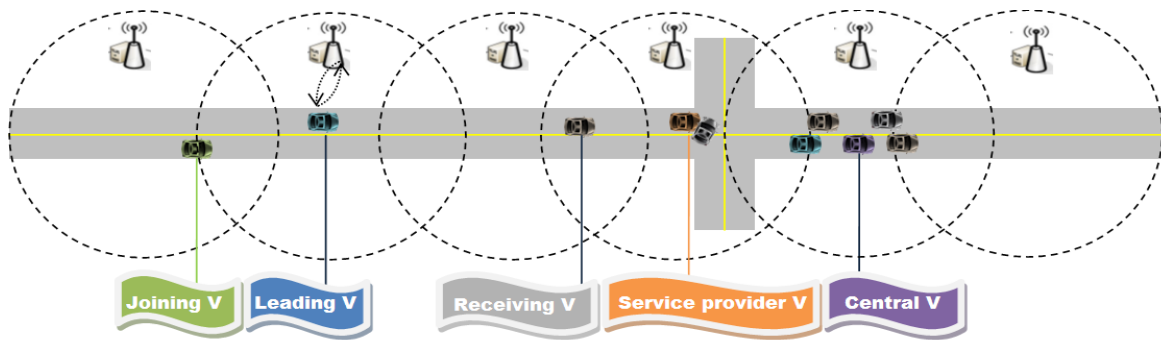 Joining V
Leading V
Receiving V
Service provider V
Central V